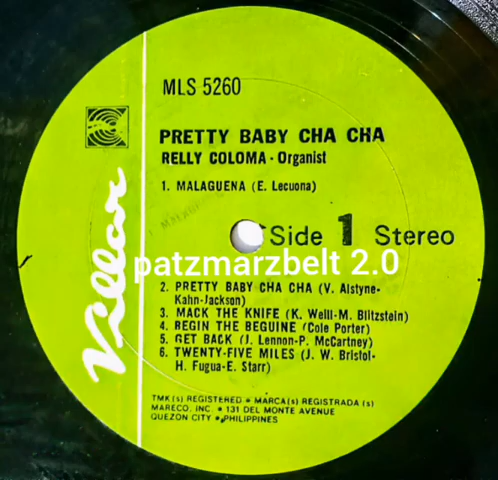 MLS 5260
PRETTY BABY CHA CHA
RELLY COLOMA - Organist
1. MALAGUENA (E. Lecuona)
Side 1 Stereo
patzmarzbelt 2.0
Villar
2. PRETTY BABY CHA CHA (V. Alstyne-
Kahn-Jackson)
3. MACK THE KNIFE (K. Weill-M. Blitzstein)
4. BEGIN THE BEGUINE (Cole Porter)
5. GET BACK (J. Lennon-P. McCartney)
6. TWENTY-FIVE MILES (J. W. Bristol-
H. Fugua-E. Starr)
TMK(s) REGISTERED • MARCA(s) REGISTRADA (s)
MARECO, INC. • 131 DEL MONTE AVENUE
QUEZON CITY • PHILIPPINES